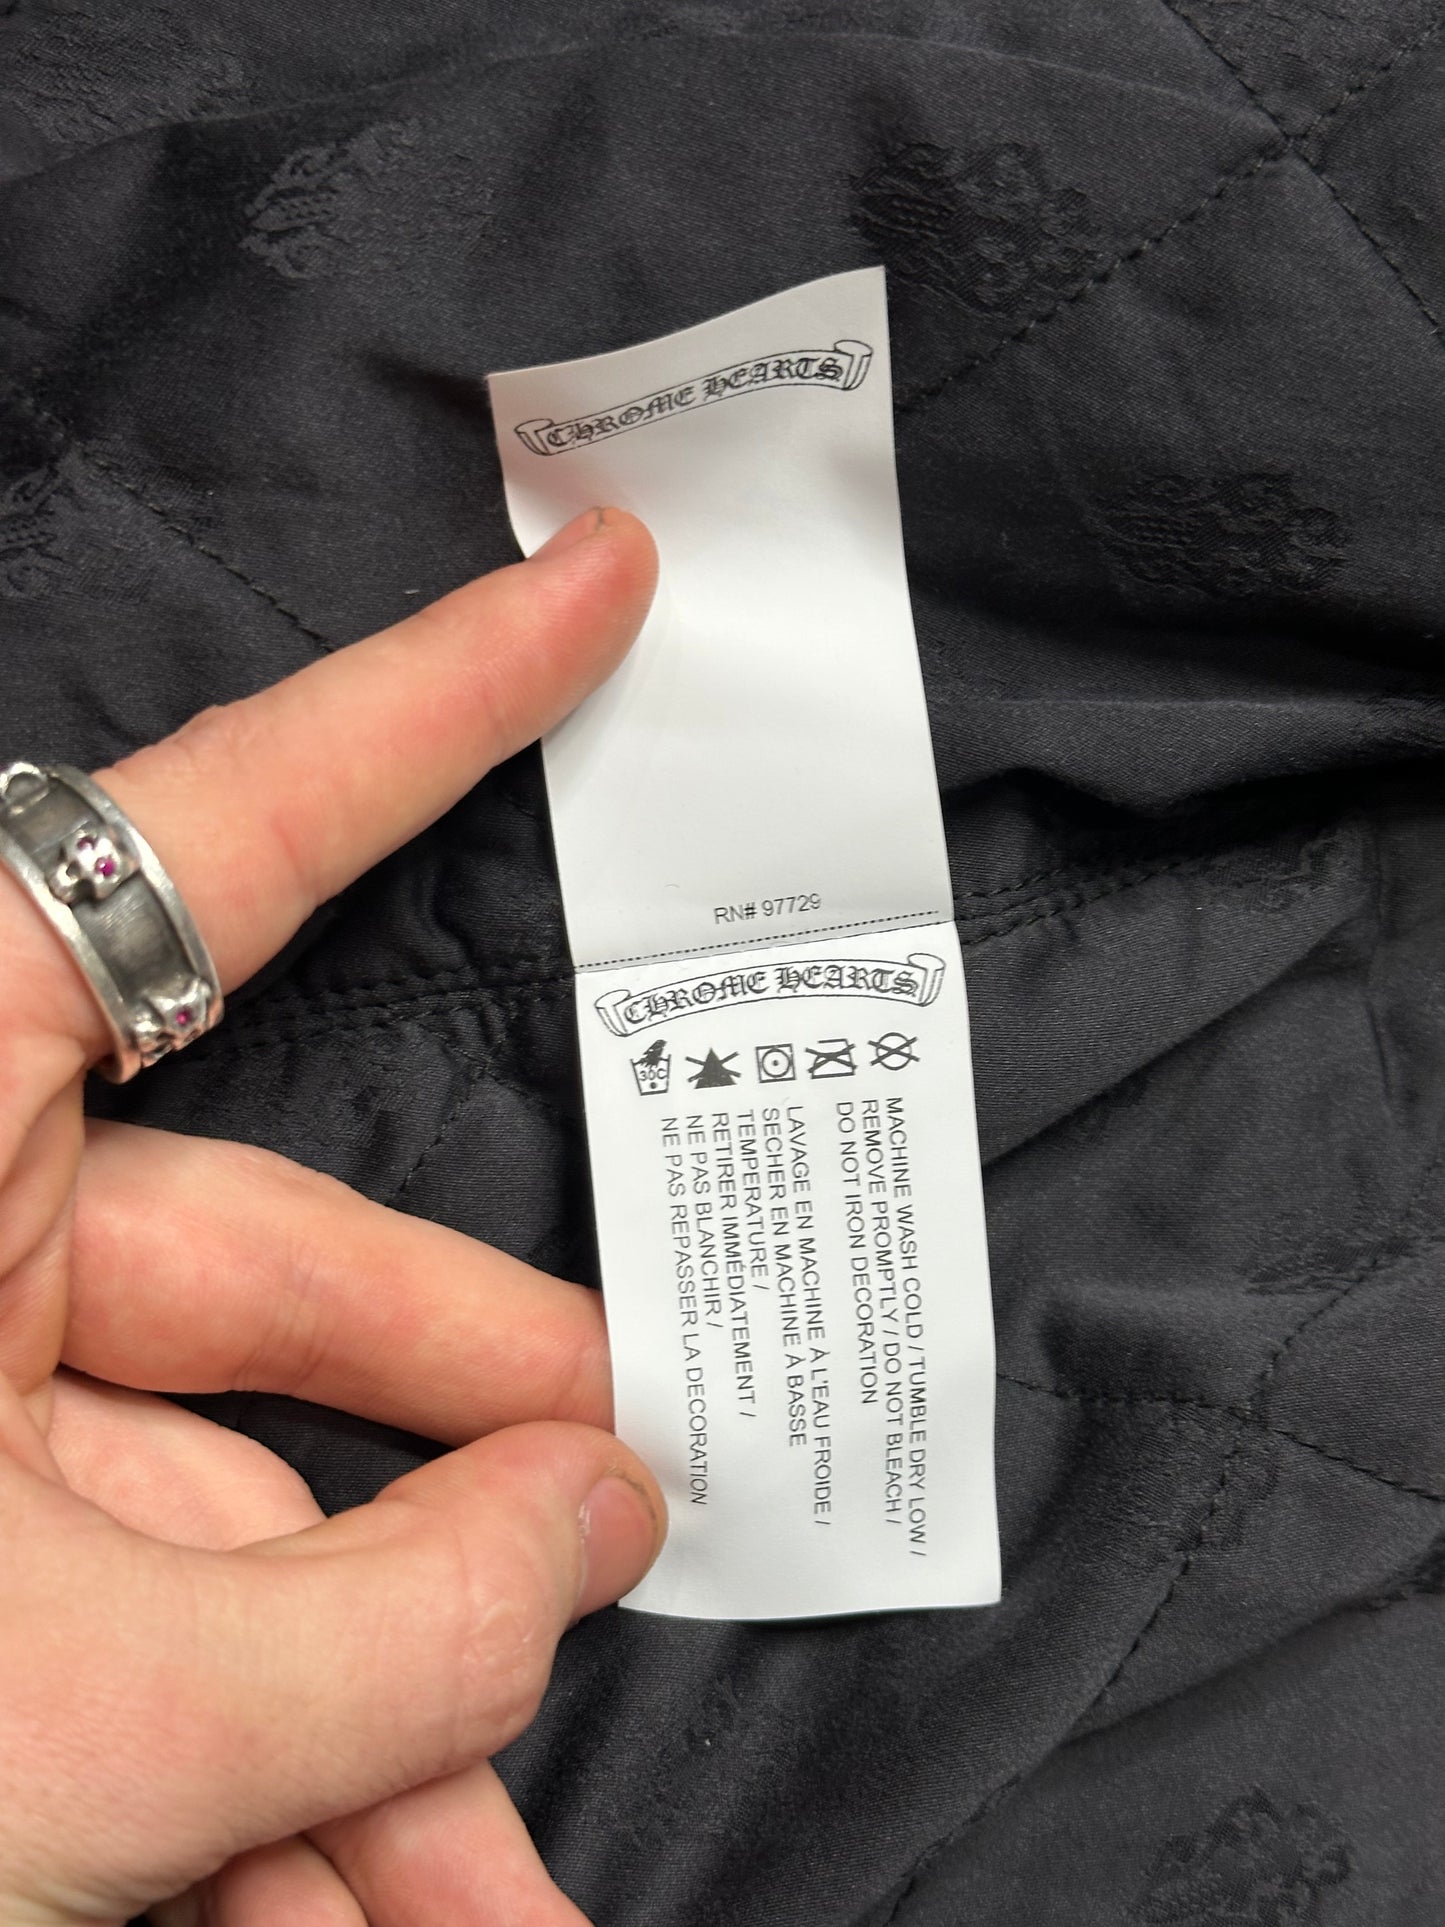 CHROME HEARTS
RN# 97729
CHROME HEARTS
30C
MACHINE WASH COLD / TUMBLE DRY LOW /
REMOVE PROMPTLY / DO NOT BLEACH /
DO NOT IRON DECORATION
LAVAGE EN MACHINE À L'EAU FROIDE /
SECHER EN MACHINE À BASSE
TEMPERATURE /
RETIRER IMMÉDIATEMENT /
NE PAS BLANCHIR /
NE PAS REPASSER LA DECORATION